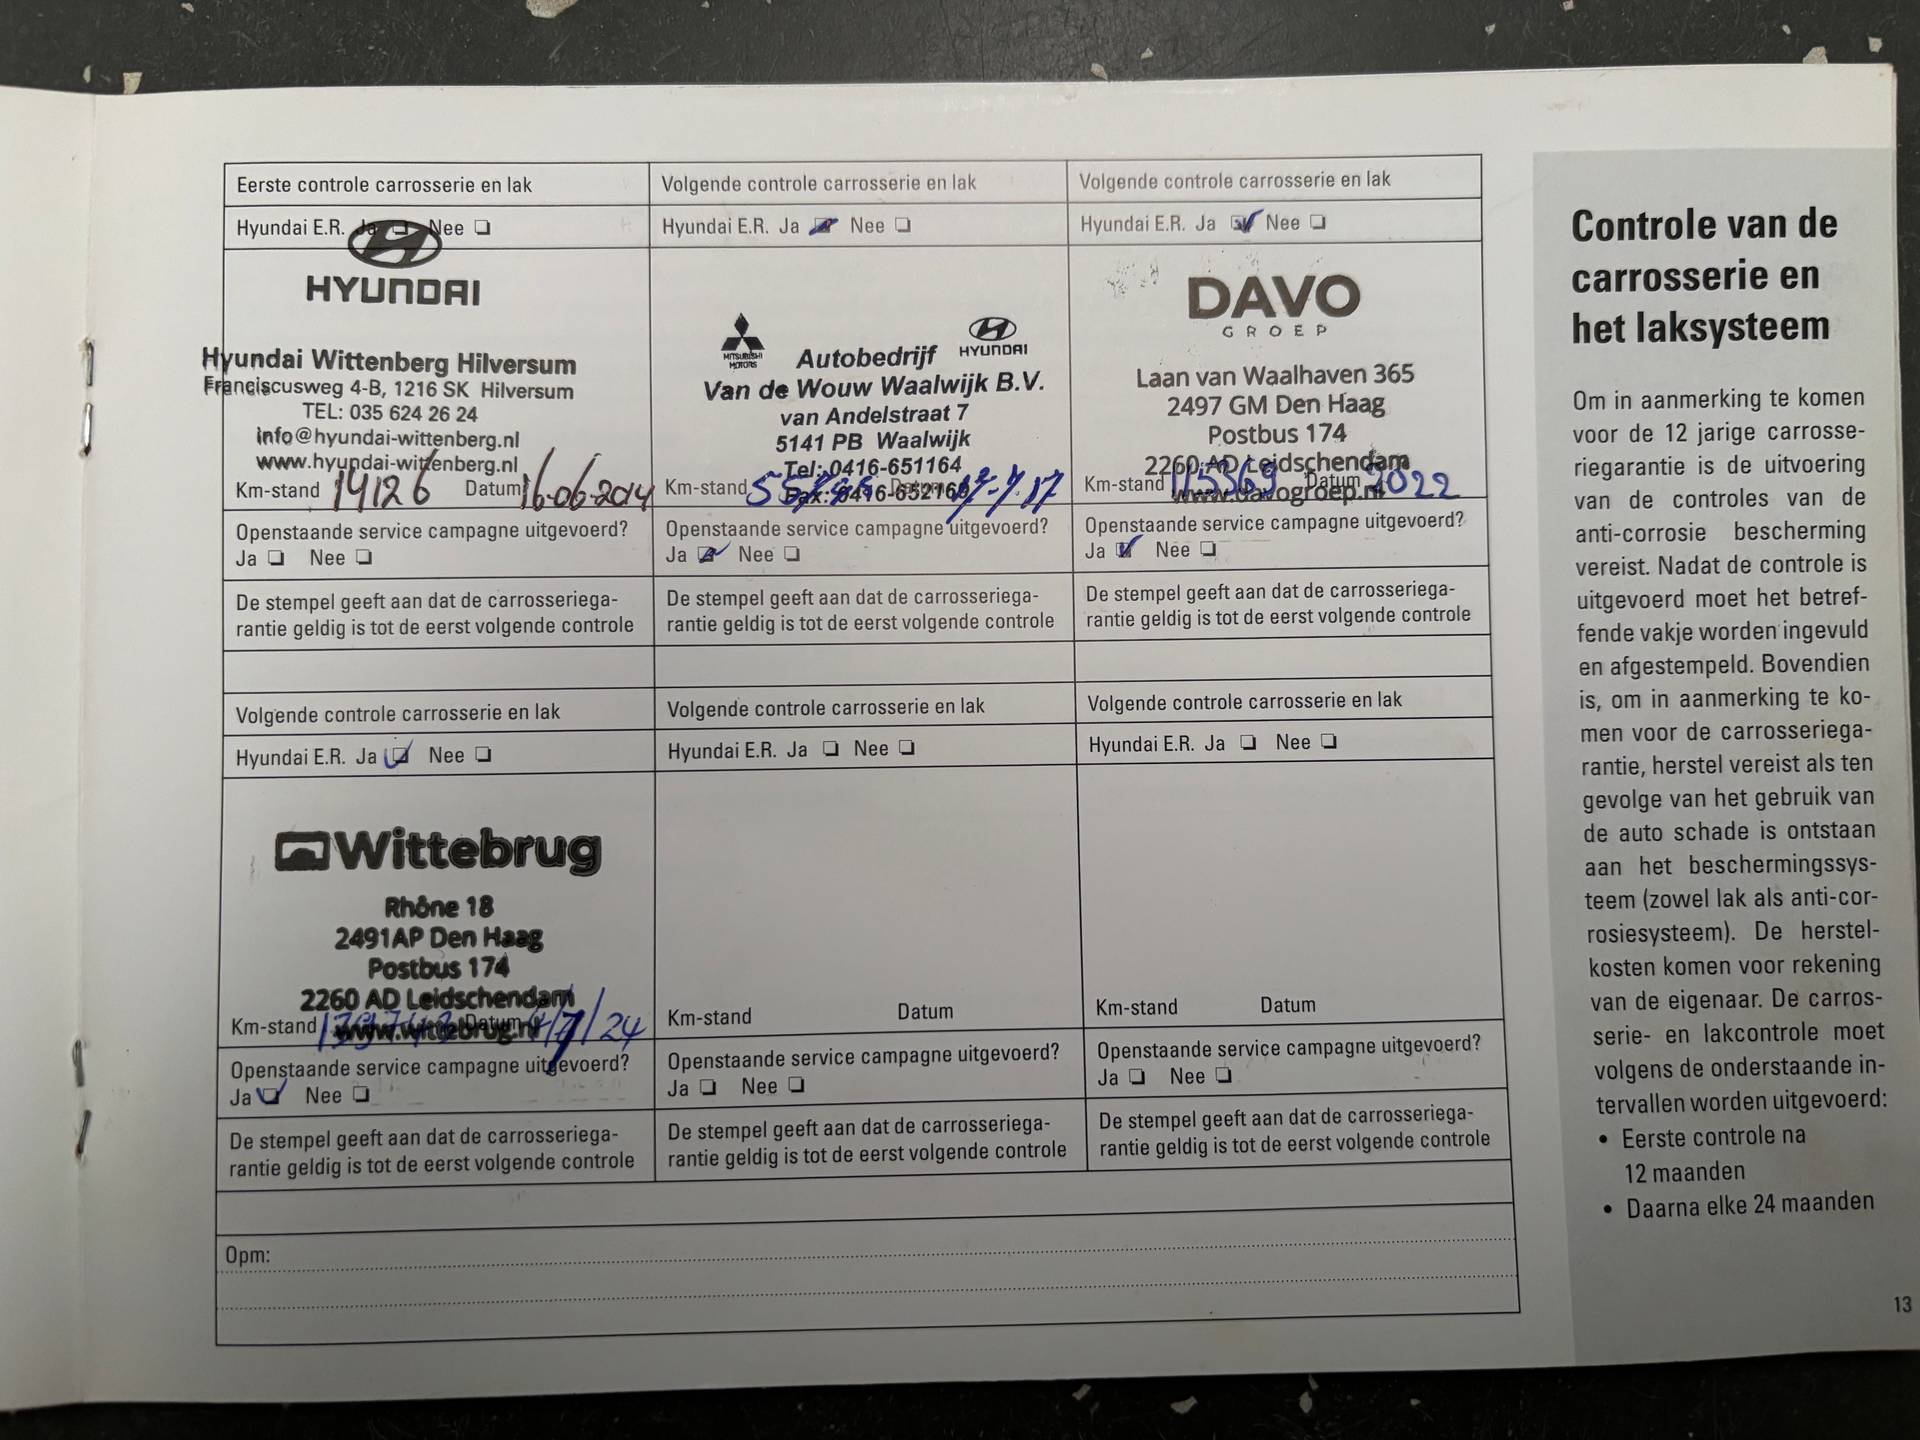 Eerste controle carrosserie en lak
Hyundai E.R. Ja ❏ Nee ❏
HYUNDAI
Hyundai Wittenberg Hilversum
Franciscusweg 4-B, 1216 SK Hilversum
TEL: 035 624 26 24
info@hyundai-wittenberg.nl
www.hyundai-wittenberg.nl
Km-stand 14126 Datum 16-06-2014
Openstaande service campagne uitgevoerd?
Ja ❏ Nee ❏
De stempel geeft aan dat de carrosseriega-
rantie geldig is tot de eerst volgende controle
Volgende controle carrosserie en lak
Hyundai E.R. Ja ❏ Nee ❏
MITSUBISHI
MOTORS
HYUNDAI
Autobedrijf
Van de Wouw Waalwijk B.V.
van Andelstraat 7
5141 PB Waalwijk
Tel: 0416-651164
Fax: 0416-652166
Km-stand
Openstaande service campagne uitgevoerd?
Ja ❏ Nee ❏
De stempel geeft aan dat de carrosseriega-
rantie geldig is tot de eerst volgende controle
Volgende controle carrosserie en lak
Hyundai E.R. Ja ❏ Nee ❏
DAVO
GROEP
Laan van Waalhaven 365
2497 GM Den Haag
Postbus 174
2260 AD Leidschendam
Km-stand 115369 Datum 2022
www.davogroep.nl
Openstaande service campagne uitgevoerd?
Ja ❏ Nee ❏
De stempel geeft aan dat de carrosseriega-
rantie geldig is tot de eerst volgende controle
Volgende controle carrosserie en lak
Hyundai E.R. Ja ❏ Nee ❏
Wittebrug
Rhône 18
2491AP Den Haag
Postbus 174
2260 AD Leidschendam
Km-stand Datum 4/7/24
www.wittebrug.nl
Openstaande service campagne uitgevoerd?
Ja ❏ Nee ❏
De stempel geeft aan dat de carrosseriega-
rantie geldig is tot de eerst volgende controle
Volgende controle carrosserie en lak
Hyundai E.R. Ja ❏ Nee ❏
Km-stand Datum
Openstaande service campagne uitgevoerd?
Ja ❏ Nee ❏
De stempel geeft aan dat de carrosseriega-
rantie geldig is tot de eerst volgende controle
Volgende controle carrosserie en lak
Hyundai E.R. Ja ❏ Nee ❏
Km-stand Datum
Openstaande service campagne uitgevoerd?
Ja ❏ Nee ❏
De stempel geeft aan dat de carrosseriega-
rantie geldig is tot de eerst volgende controle
Opm:
Controle van de
carrosserie en
het laksysteem
Om in aanmerking te komen
voor de 12 jarige carrosse-
riegarantie is de uitvoering
van de controles van de
anti-corrosie bescherming
vereist. Nadat de controle is
uitgevoerd moet het betref-
fende vakje worden ingevuld
en afgestempeld. Bovendien
is, om in aanmerking te ko-
men voor de carrosseriega-
rantie, herstel vereist als ten
gevolge van het gebruik van
de auto schade is ontstaan
aan het beschermingssys-
teem (zowel lak als anti-cor-
rosiesysteem). De herstel-
kosten komen voor rekening
van de eigenaar. De carros-
serie- en lakcontrole moet
volgens de onderstaande in-
tervallen worden uitgevoerd:
• Eerste controle na
12 maanden
• Daarna elke 24 maanden
13